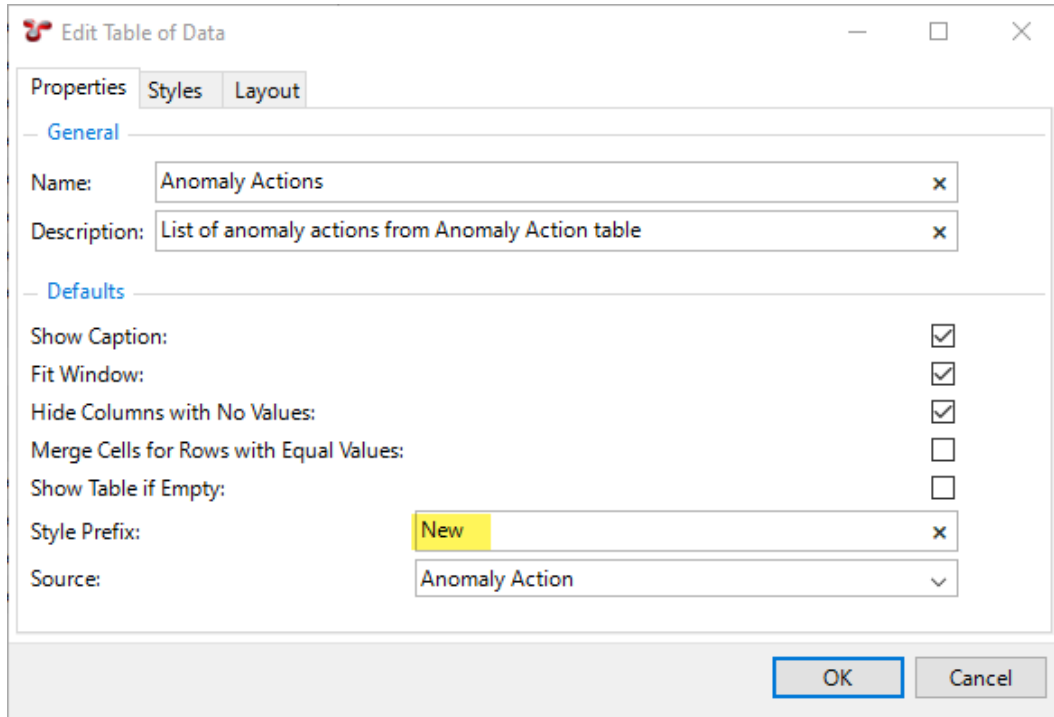 Edit Table of Data
Properties Styles Layout
General
Name: Anomaly Actions
Description: List of anomaly actions from Anomaly Action table
Defaults
Show Caption:
Fit Window:
Hide Columns with No Values:
Merge Cells for Rows with Equal Values:
Show Table if Empty:
Style Prefix: New
Source: Anomaly Action
OK Cancel